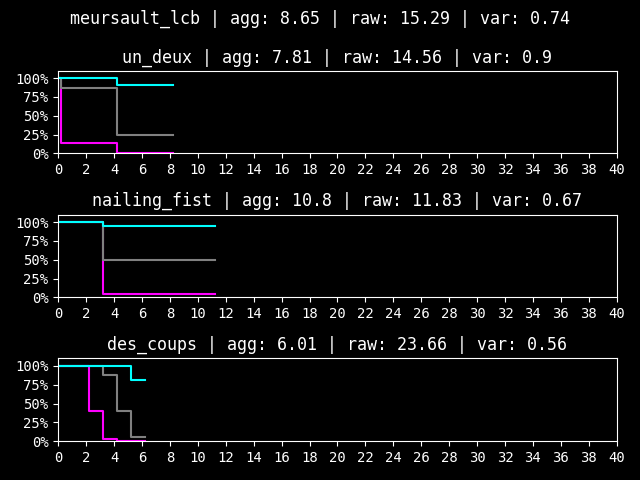 meursault_lcb | agg: 8.65 | raw: 15.29 | var: 0.74
un_deux | agg: 7.81 | raw: 14.56 | var: 0.9
100%
75%
50%
25%
0%
0 2 4 6 8 10 12 14 16 18 20 22 24 26 28 30 32 34 36 38 40
nailing_fist | agg: 10.8 | raw: 11.83 | var: 0.67
100%
75%
50%
25%
0%
0 2 4 6 8 10 12 14 16 18 20 22 24 26 28 30 32 34 36 38 40
des_coups | agg: 6.01 | raw: 23.66 | var: 0.56
100%
75%
50%
25%
0%
0 2 4 6 8 10 12 14 16 18 20 22 24 26 28 30 32 34 36 38 40